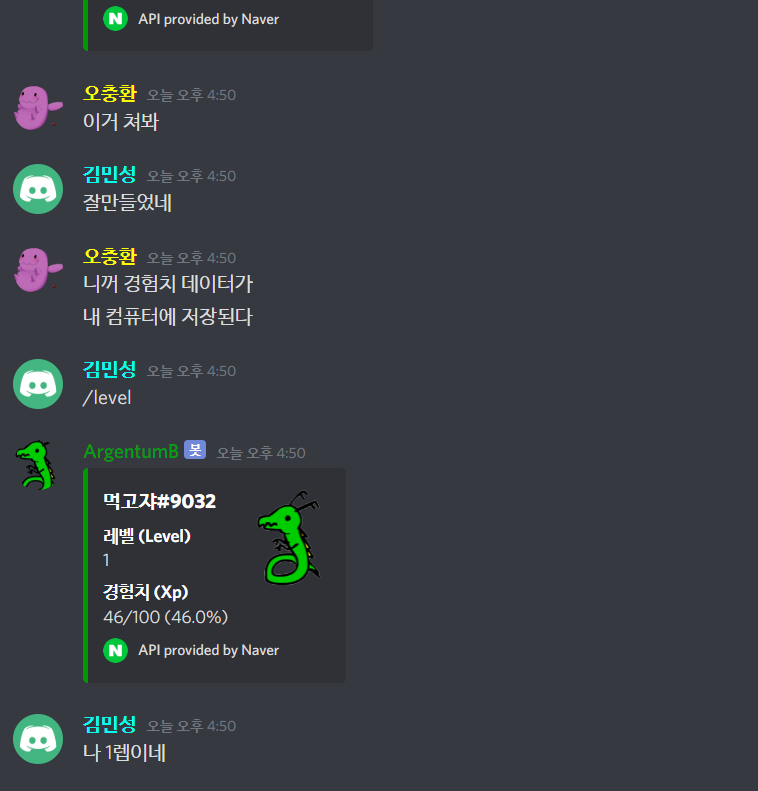 N API provided by Naver
오충환 오늘 오후 4:50
이거 쳐봐
김민성 오늘 오후 4:50
잘만들었네
오충환 오늘 오후 4:50
니꺼 경험치 데이터가
내 컴퓨터에 저장된다
김민성 오늘 오후 4:50
/level
ArgentumB 봇 오늘 오후 4:50
먹고쟈#9032
레벨 (Level)
1
경험치 (Xp)
46/100 (46.0%)
N API provided by Naver
김민성 오늘 오후 4:50
나 1렙이네